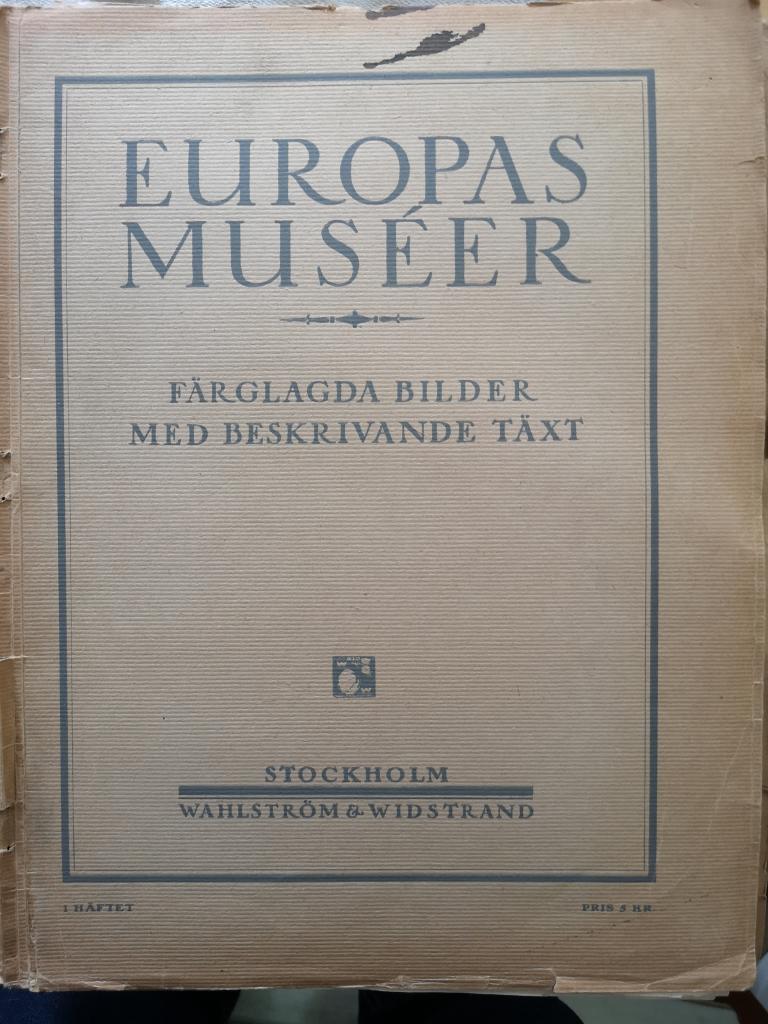 EUROPAS
MUSÉER
FÄRGLAGDA BILDER
MED BESKRIVANDE TÄXT
STOCKHOLM
WAHLSTRÖM & WIDSTRAND
1 HÄFTET
PRIS 5 KR.